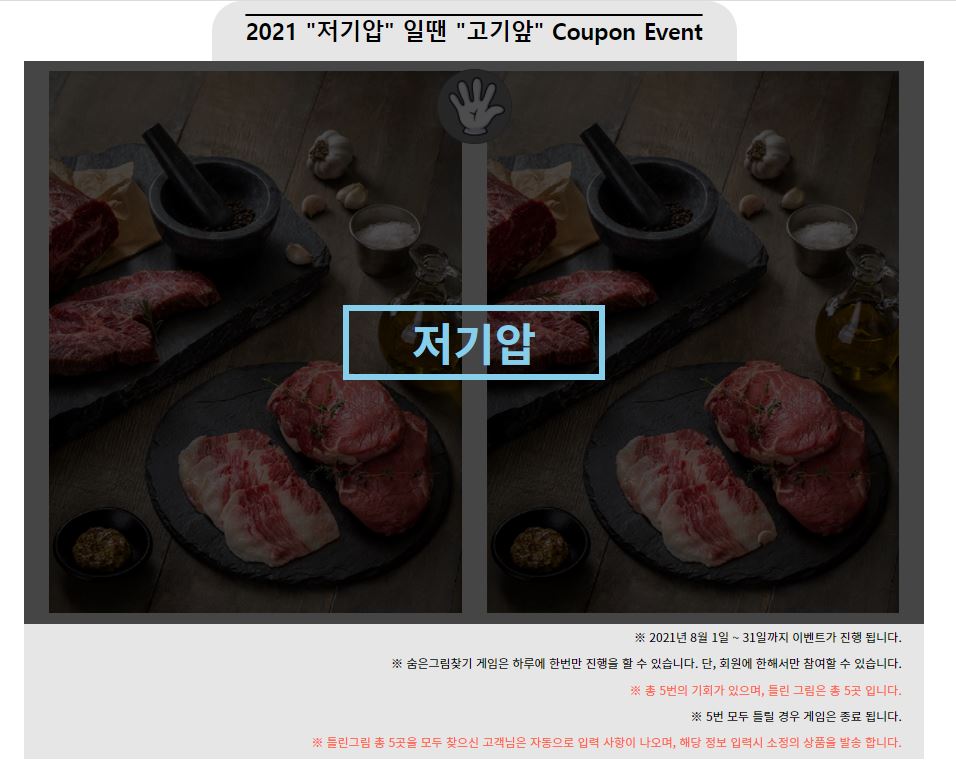 2021 "저기압" 일땐 "고기앞" Coupon Event
저기압
※ 2021년 8월 1일 ~ 31일까지 이벤트가 진행 됩니다.
※ 숨은그림찾기 게임은 하루에 한번만 진행을 할 수 있습니다. 단, 회원에 한해서만 참여할 수 있습니다.
※ 총 5번의 기회가 있으며, 틀린 그림은 총 5곳 입니다.
※ 5번 모두 틀릴 경우 게임은 종료 됩니다.
※ 틀린그림 총 5곳을 모두 찾으신 고객님은 자동으로 입력 사항이 나오며, 해당 정보 입력시 소정의 상품을 발송 합니다.